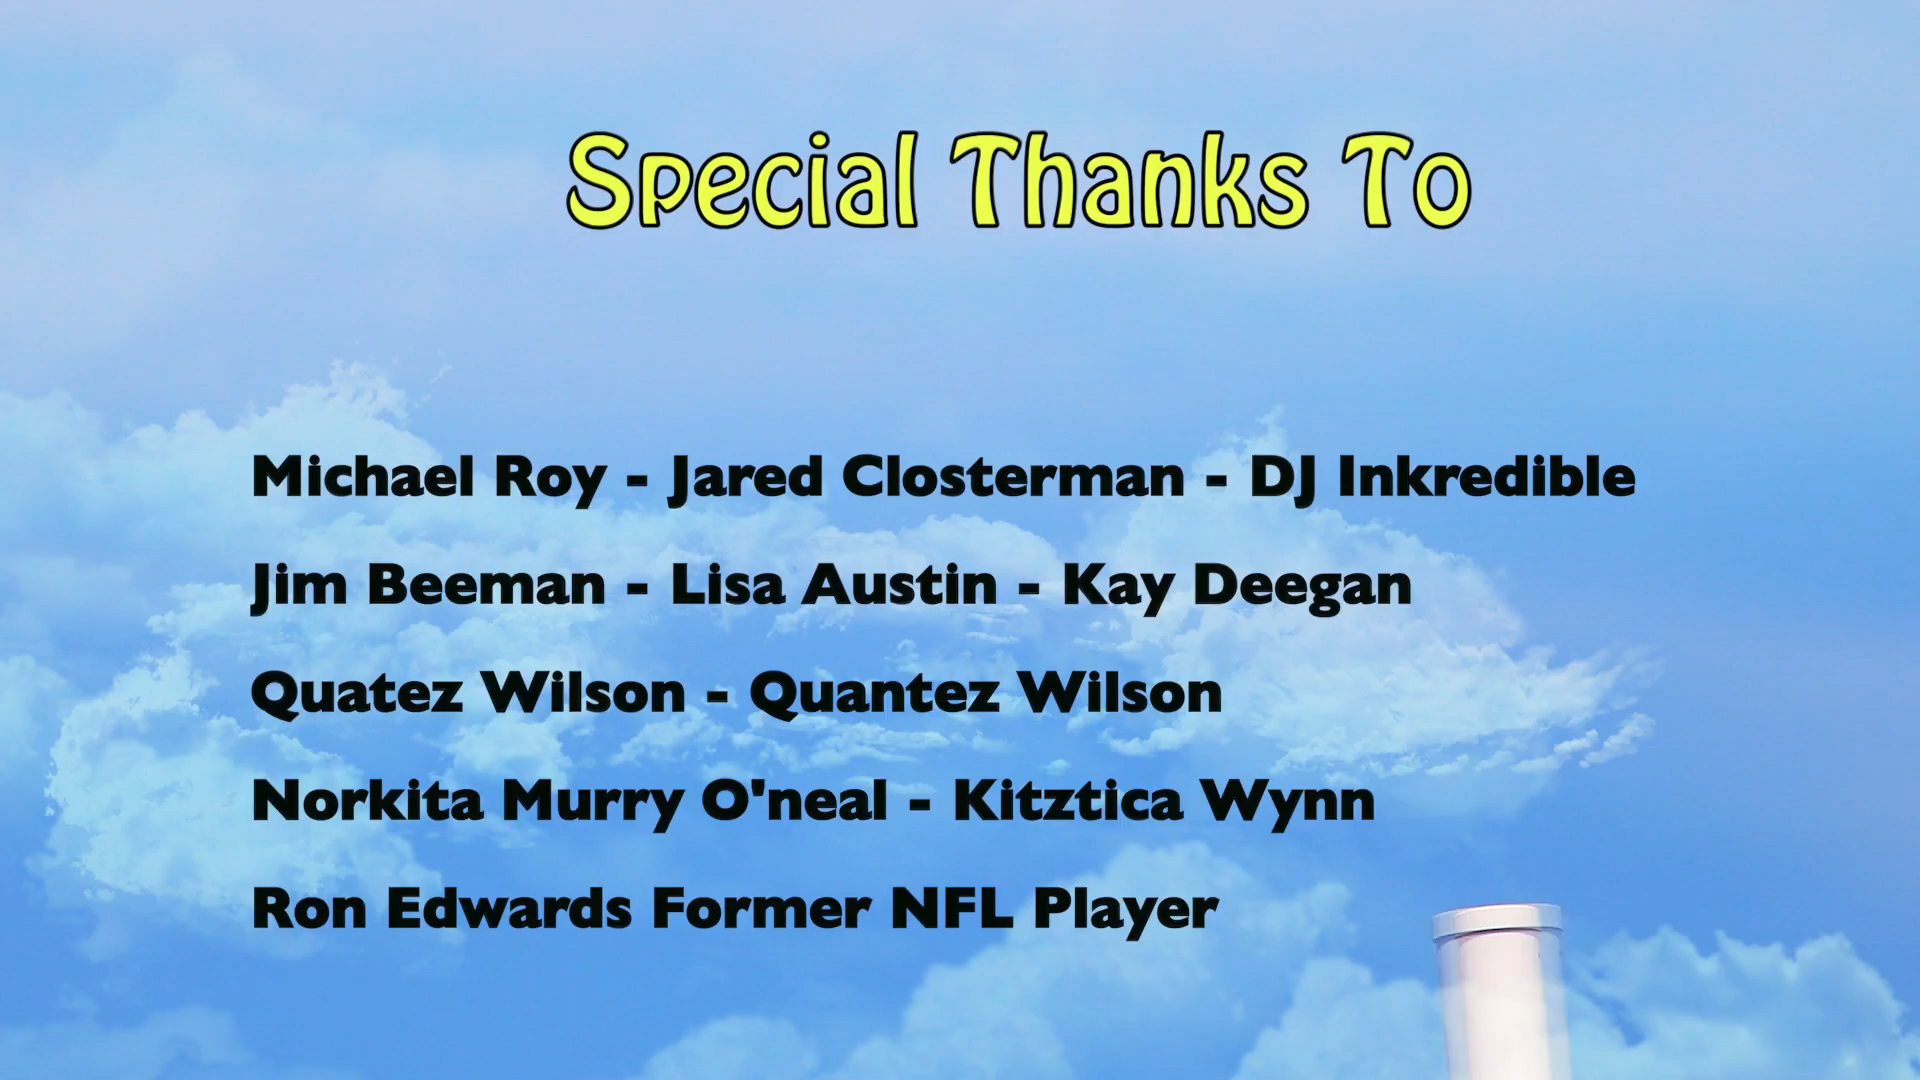 Special Thanks To
Michael Roy - Jared Closterman - DJ Inkredible
Jim Beeman - Lisa Austin - Kay Deegan
Quatez Wilson - Quantez Wilson
Norkita Murry O'neal - Kitztica Wynn
Ron Edwards Former NFL Player